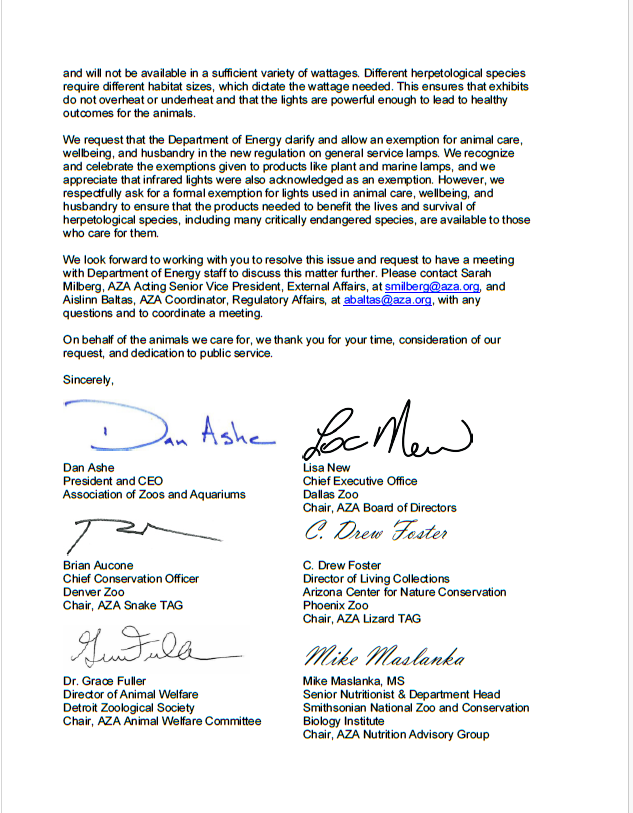 and will not be available in a sufficient variety of wattages. Different herpetological species
require different habitat sizes, which dictate the wattage needed. This ensures that exhibits
do not overheat or underheat and that the lights are powerful enough to lead to healthy
outcomes for the animals.
We request that the Department of Energy clarify and allow an exemption for animal care,
wellbeing, and husbandry in the new regulation on general service lamps. We recognize
and celebrate the exemptions given to products like plant and marine lamps, and we
appreciate that infrared lights were also acknowledged as an exemption. However, we
respectfully ask for a formal exemption for lights used in animal care, wellbeing, and
husbandry to ensure that the products needed to benefit the lives and survival of
herpetological species, including many critically endangered species, are available to those
who care for them.
We look forward to working with you to resolve this issue and request to have a meeting
with Department of Energy staff to discuss this matter further. Please contact Sarah
Milberg, AZA Acting Senior Vice President, External Affairs, at smilberg@aza.org, and
Aislinn Baltas, AZA Coordinator, Regulatory Affairs, at abaltas@aza.org, with any
questions and to coordinate a meeting.
On behalf of the animals we care for, we thank you for your time, consideration of our
request, and dedication to public service.
Sincerely,
Dan Ashe
Dan Ashe
President and CEO
Association of Zoos and Aquariums
Lisa New
Chief Executive Office
Dallas Zoo
Chair, AZA Board of Directors
Brian Aucone
Chief Conservation Officer
Denver Zoo
Chair, AZA Snake TAG
C. Drew Foster
C. Drew Foster
Director of Living Collections
Arizona Center for Nature Conservation
Phoenix Zoo
Chair, AZA Lizard TAG
Dr. Grace Fuller
Director of Animal Welfare
Detroit Zoological Society
Chair, AZA Animal Welfare Committee
Mike Maslanka
Mike Maslanka, MS
Senior Nutritionist & Department Head
Smithsonian National Zoo and Conservation
Biology Institute
Chair, AZA Nutrition Advisory Group